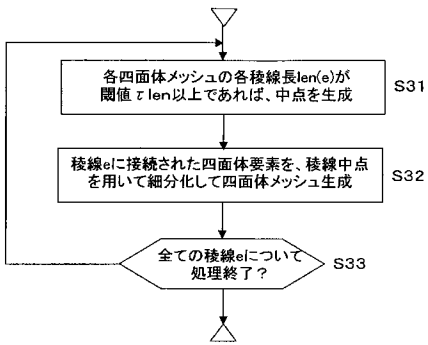 各四面体メッシュの各稜線長len(e)が
閾値τlen以上であれば、中点を生成
S31
稜線eに接続された四面体要素を、稜線中点
を用いて細分化して四面体メッシュ生成
S32
全ての稜線eについて
処理終了？
S33